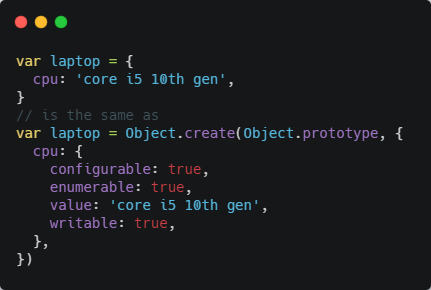 var laptop = {
  cpu: 'core i5 10th gen',
}
// is the same as
var laptop = Object.create(Object.prototype, {
  cpu: {
    configurable: true,
    enumerable: true,
    value: 'core i5 10th gen',
    writable: true,
  },
})